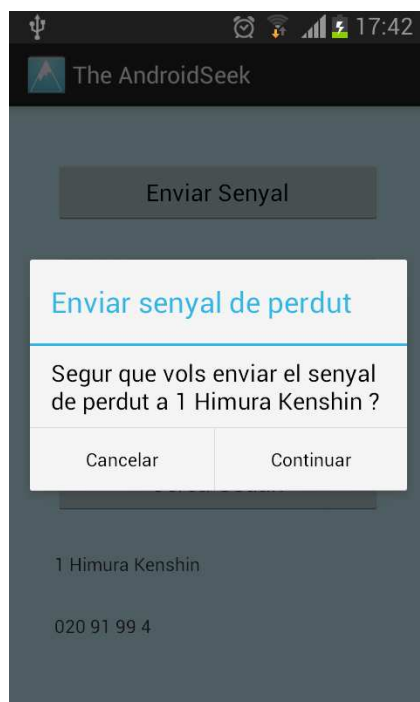 17:42
The AndroidSeek
Enviar Senyal
Enviar senyal de perdut
Segur que vols enviar el senyal
de perdut a 1 Himura Kenshin ?
Cancelar Continuar
1 Himura Kenshin
020 91 99 4